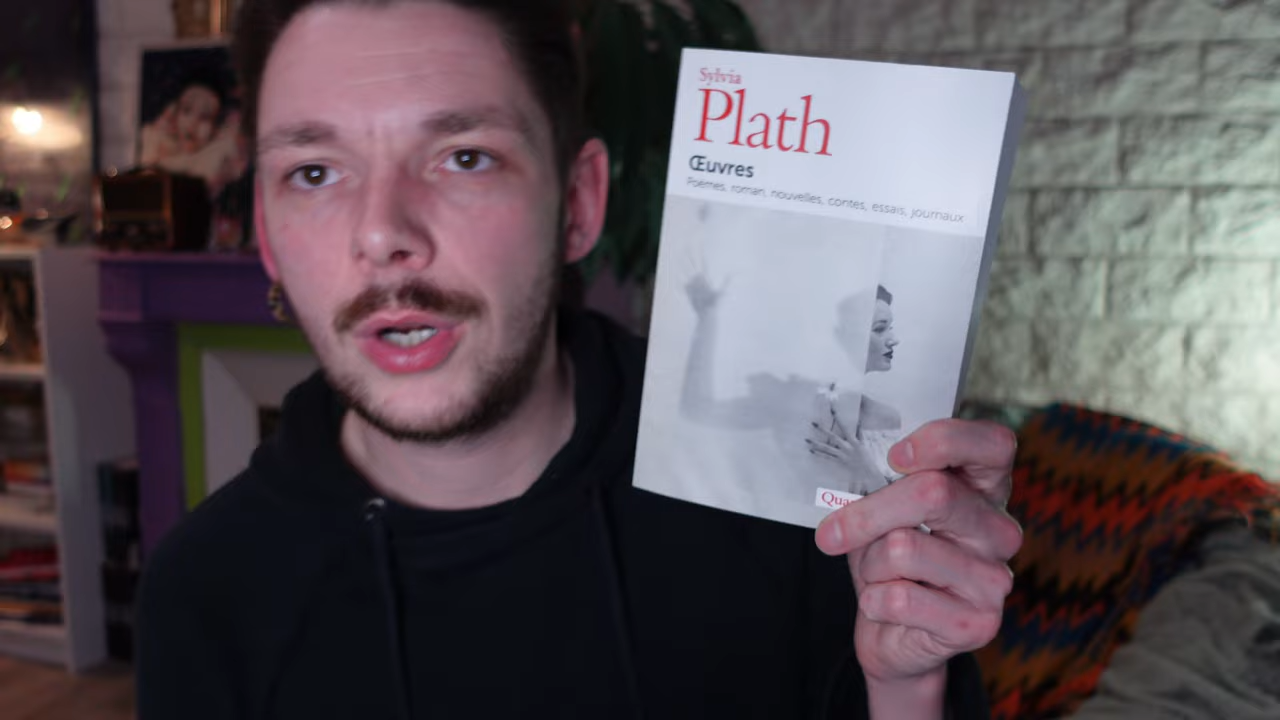 Sylvia
Plath
Œuvres
Poèmes, roman, nouvelles, contes, essais, journaux